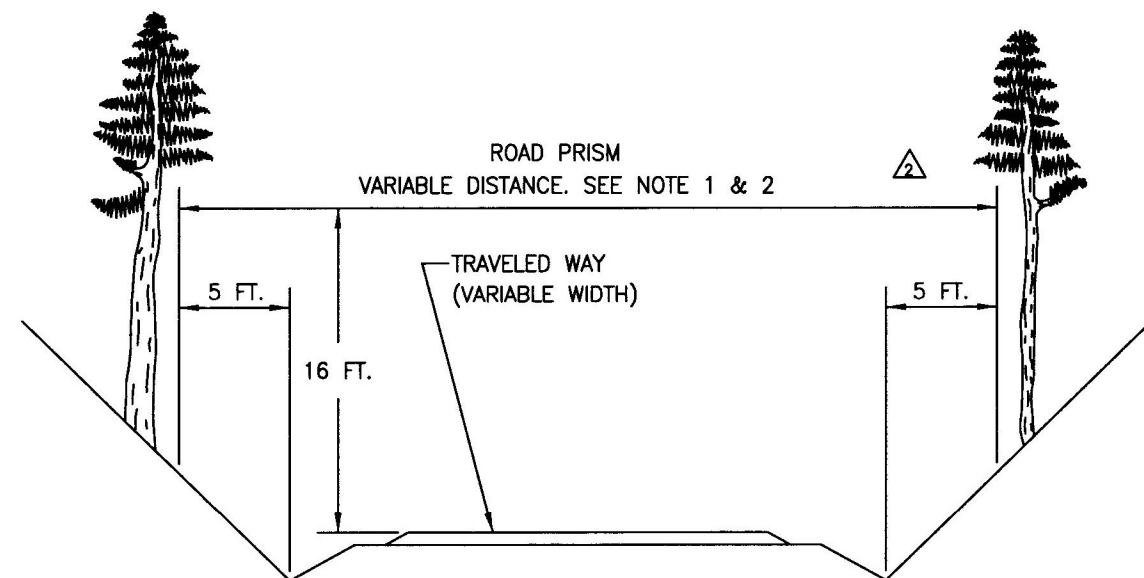 ROAD PRISM
VARIABLE DISTANCE. SEE NOTE 1 & 2
2
TRAVELED WAY
(VARIABLE WIDTH)
5 FT.
5 FT.
16 FT.